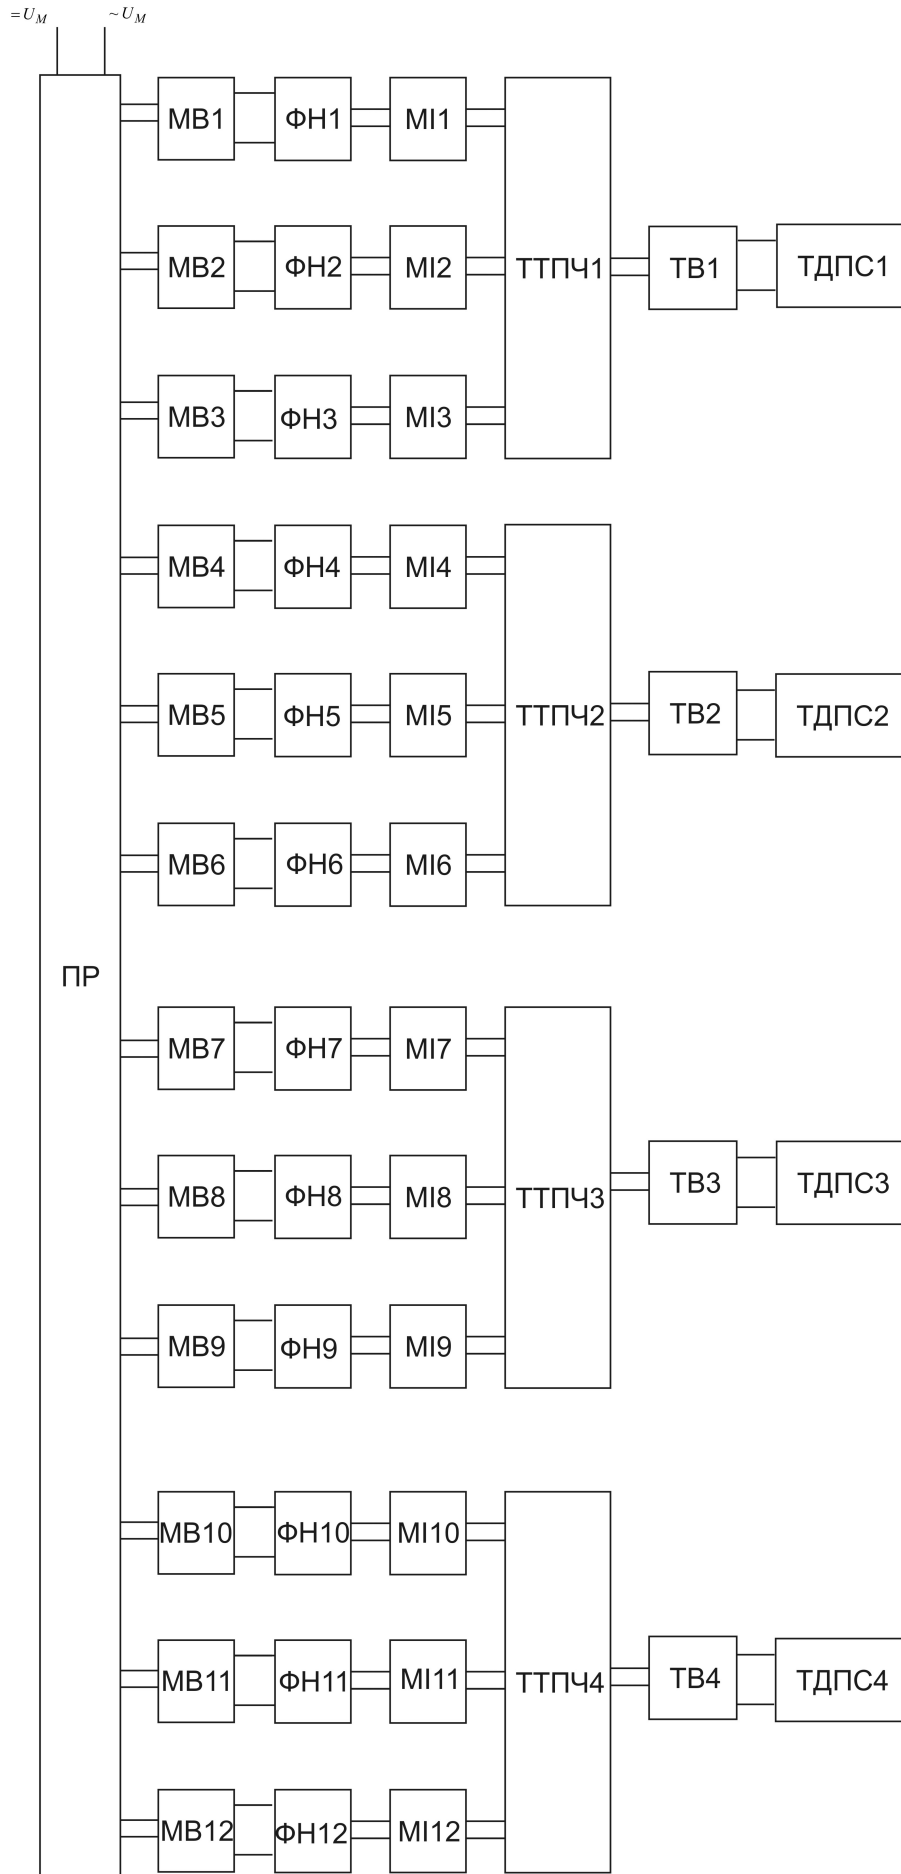 =U_M ~U_M
МВ1 ФН1 МІ1
МВ2 ФН2 МІ2 ТТПЧ1 ТВ1 ТДПС1
МВ3 ФН3 МІ3
МВ4 ФН4 МІ4
МВ5 ФН5 МІ5 ТТПЧ2 ТВ2 ТДПС2
МВ6 ФН6 МІ6
ПР
МВ7 ФН7 МІ7
МВ8 ФН8 МІ8 ТТПЧ3 ТВ3 ТДПС3
МВ9 ФН9 МІ9
МВ10 ФН10 МІ10
МВ11 ФН11 МІ11 ТТПЧ4 ТВ4 ТДПС4
МВ12 ФН12 МІ12